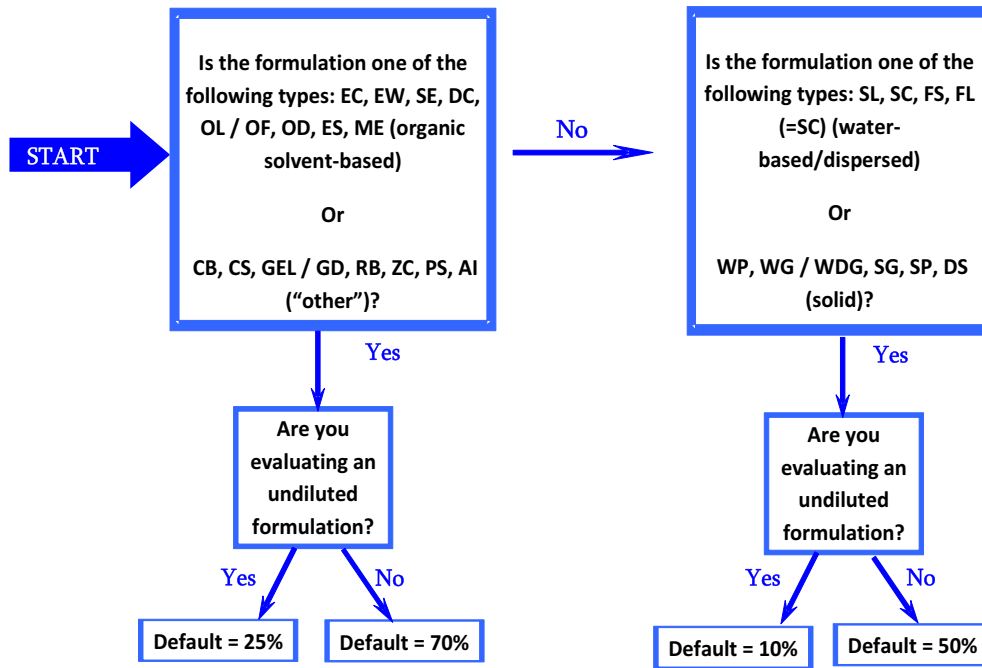 START
Is the formulation one of the
following types: EC, EW, SE, DC,
OL / OF, OD, ES, ME (organic
solvent-based)
Or
CB, CS, GEL / GD, RB, ZC, PS, AI
(“other”)?
No
Is the formulation one of the
following types: SL, SC, FS, FL
(=SC) (water-
based/dispersed)
Or
WP, WG / WDG, SG, SP, DS
(solid)?
Yes
Are you
evaluating an
undiluted
formulation?
Yes
No
Default = 25%
Default = 70%
Yes
Are you
evaluating an
undiluted
formulation?
Yes
No
Default = 10%
Default = 50%